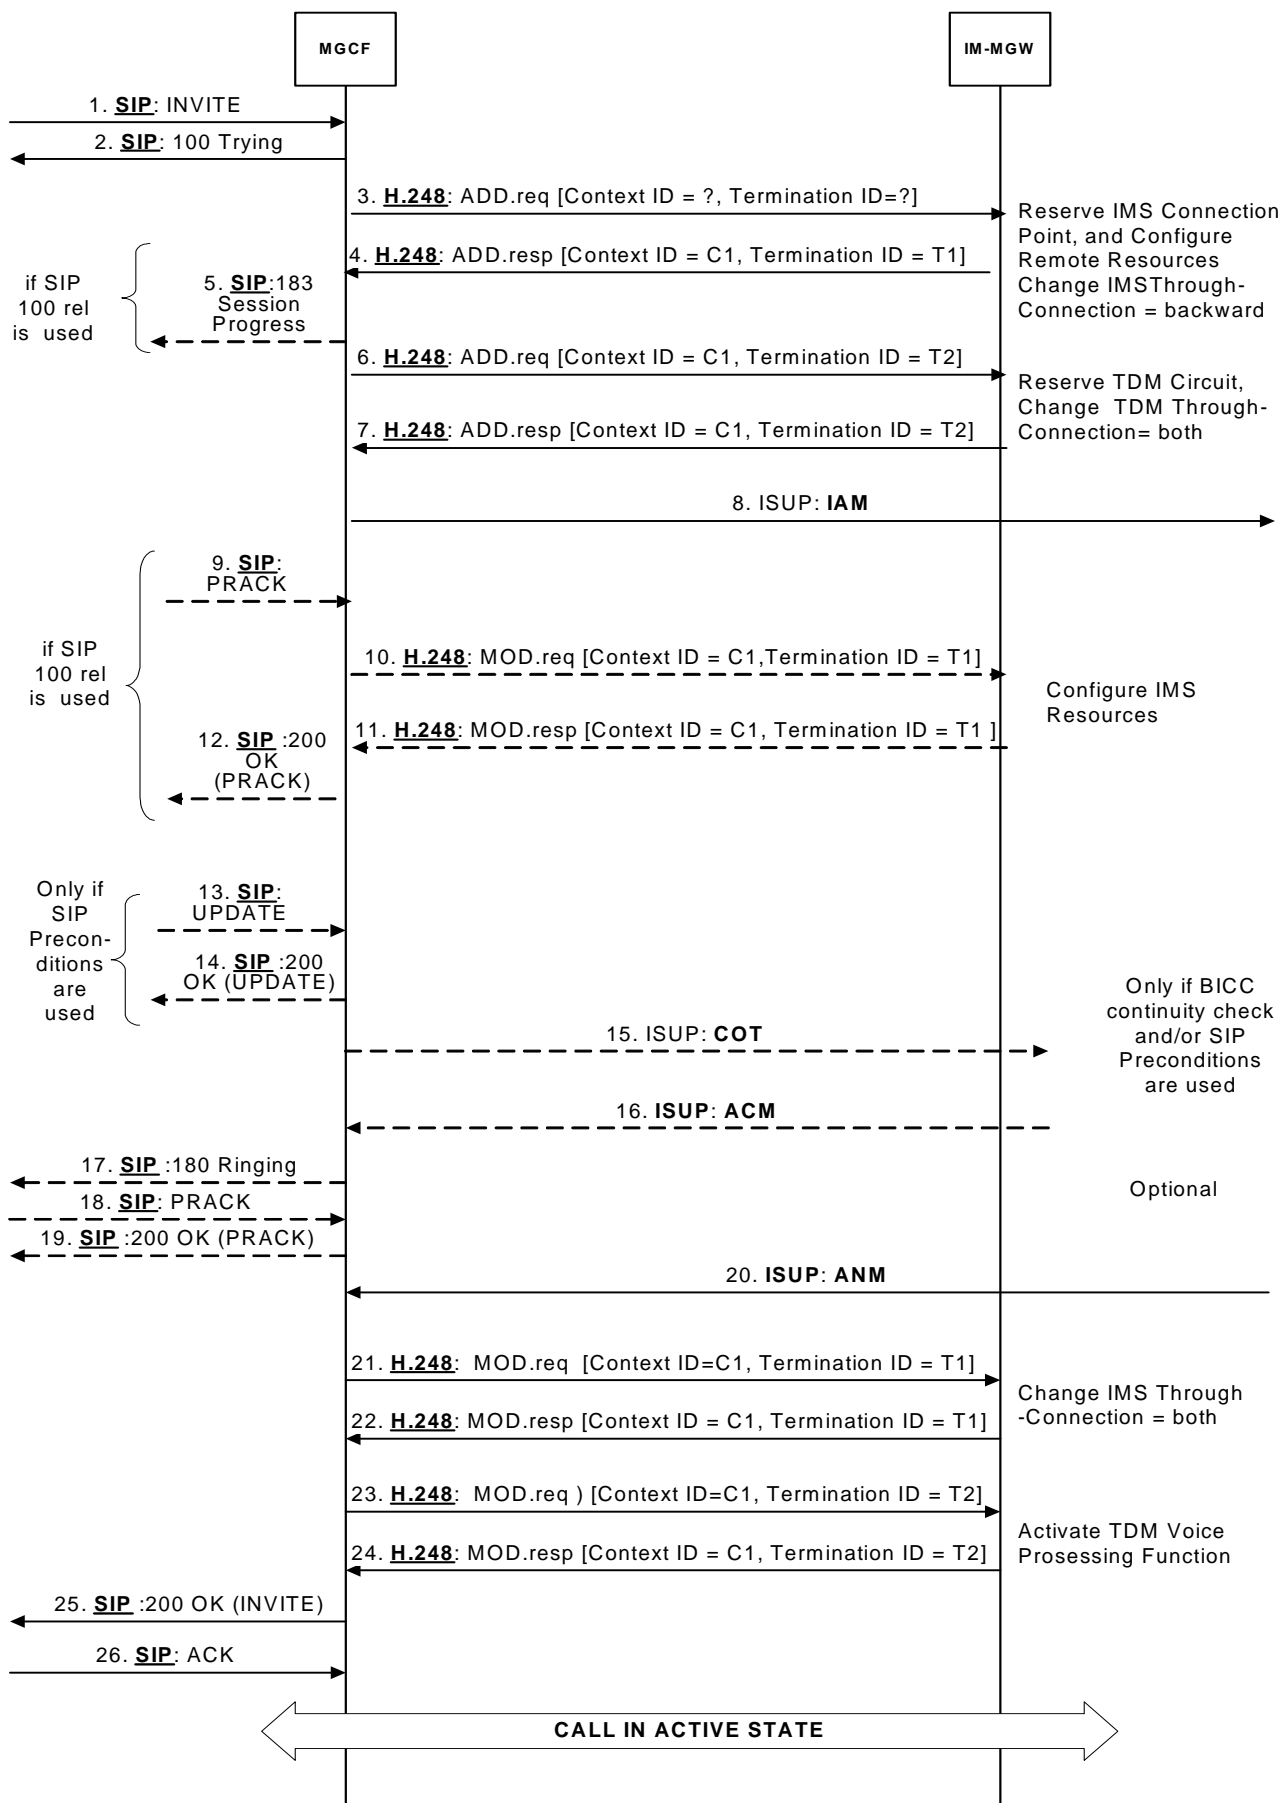 MGCF
IM-MGW
1. SIP: INVITE
2. SIP: 100 Trying
3. H.248: ADD.req [Context ID = ?, Termination ID=?]
Reserve IMS Connection
Point, and Configure
Remote Resources
Change IMSThrough-
Connection = backward
4. H.248: ADD.resp [Context ID = C1, Termination ID = T1]
if SIP
100 rel
is used
5. SIP:183
Session
Progress
6. H.248: ADD.req [Context ID = C1, Termination ID = T2]
Reserve TDM Circuit,
Change TDM Through-
Connection= both
7. H.248: ADD.resp [Context ID = C1, Termination ID = T2]
8. ISUP: IAM
if SIP
100 rel
is used
9. SIP:
PRACK
10. H.248: MOD.req [Context ID = C1,Termination ID = T1]
Configure IMS
Resources
11. H.248: MOD.resp [Context ID = C1, Termination ID = T1 ]
12. SIP :200
OK
(PRACK)
Only if
SIP
Precon-
ditions
are
used
13. SIP:
UPDATE
14. SIP :200
OK (UPDATE)
15. ISUP: COT
Only if BICC
continuity check
and/or SIP
Preconditions
are used
16. ISUP: ACM
17. SIP :180 Ringing
18. SIP: PRACK
Optional
19. SIP :200 OK (PRACK)
20. ISUP: ANM
21. H.248: MOD.req [Context ID=C1, Termination ID = T1]
Change IMS Through
-Connection = both
22. H.248: MOD.resp [Context ID = C1, Termination ID = T1]
23. H.248: MOD.req ) [Context ID=C1, Termination ID = T2]
Activate TDM Voice
Prosessing Function
24. H.248: MOD.resp [Context ID = C1, Termination ID = T2]
25. SIP :200 OK (INVITE)
26. SIP: ACK
CALL IN ACTIVE STATE